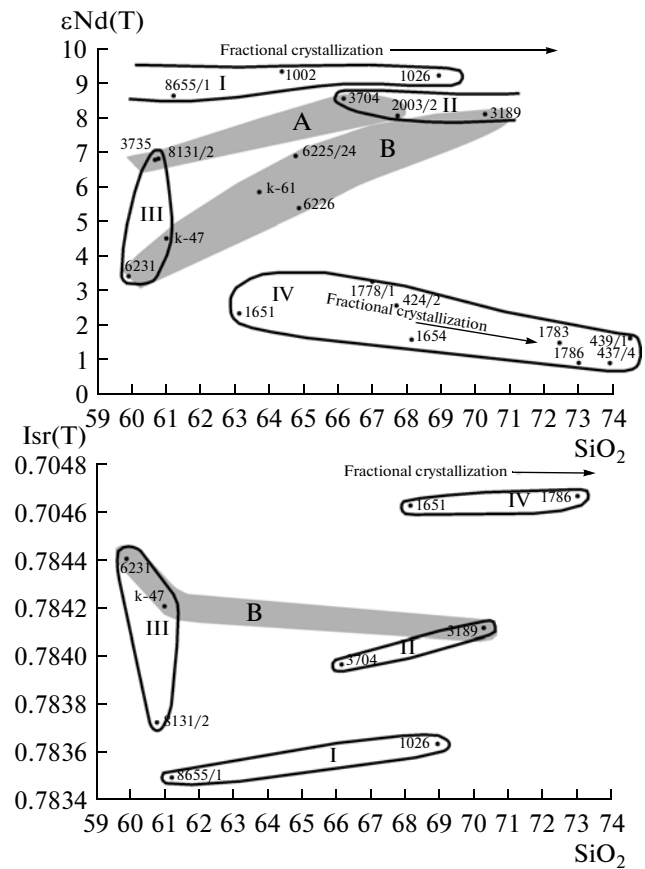 εNd(T)
10
9
8
7
6
5
4
3
2
1
0
Fractional crystallization
8655/1
I
1002
1026
3704
2003/2
II
3189
A
B
3735
8131/2
6225/24
k-61
6226
III
k-47
6231
IV
1651
1778/1
424/2
Fractional crystallization
1654
1783
1786
439/1
437/4
59 60 61 62 63 64 65 66 67 68 69 70 71 72 73 74
SiO₂
Isr(T)
0.7048
0.7046
0.7844
0.7842
0.7840
0.7838
0.7836
0.7834
Fractional crystallization
1651
IV
1786
6231
k-47
B
III
3189
II
3704
8131/2
1026
I
8655/1
59 60 61 62 63 64 65 66 67 68 69 70 71 72 73 74
SiO₂